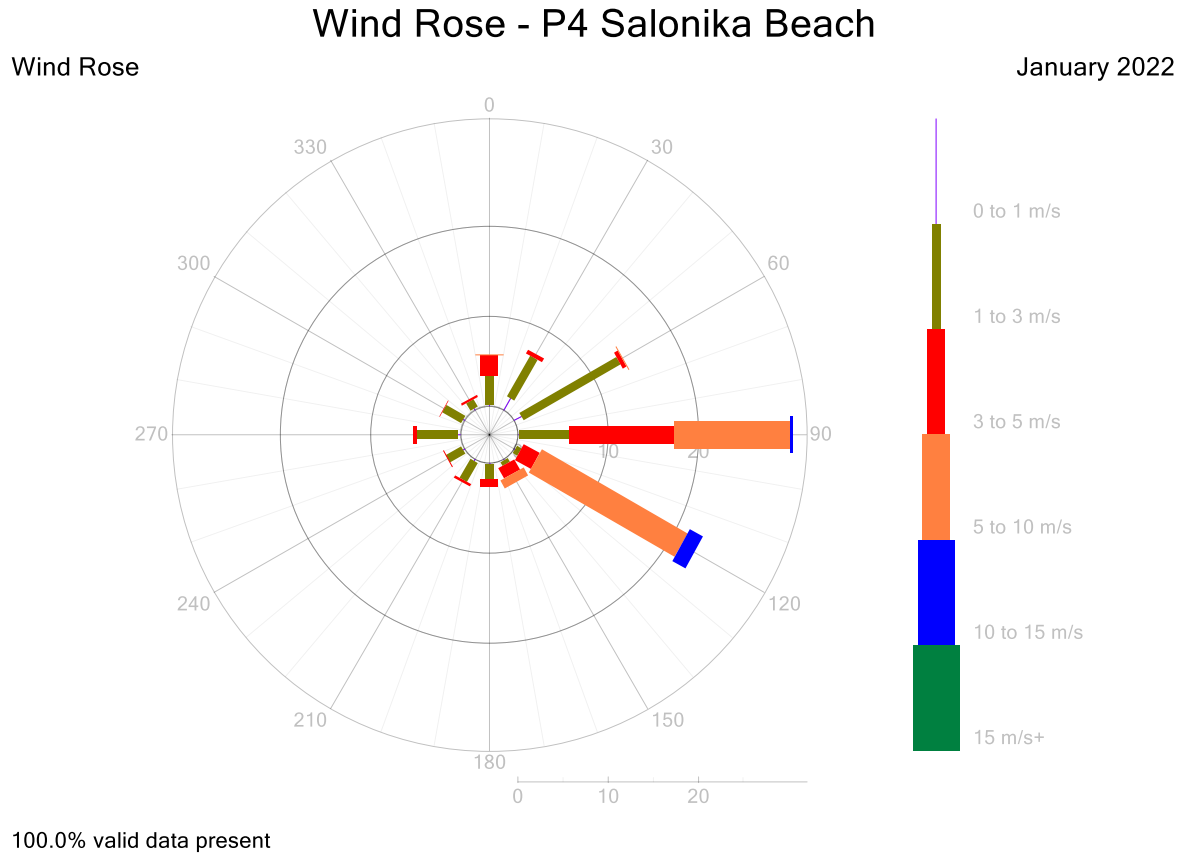 Wind Rose - P4 Salonika Beach
Wind Rose
January 2022
0
330
30
300
60
0 to 1 m/s
1 to 3 m/s
3 to 5 m/s
270
90
10
20
5 to 10 m/s
240
120
10 to 15 m/s
210
150
15 m/s+
180
0
10
20
100.0% valid data present